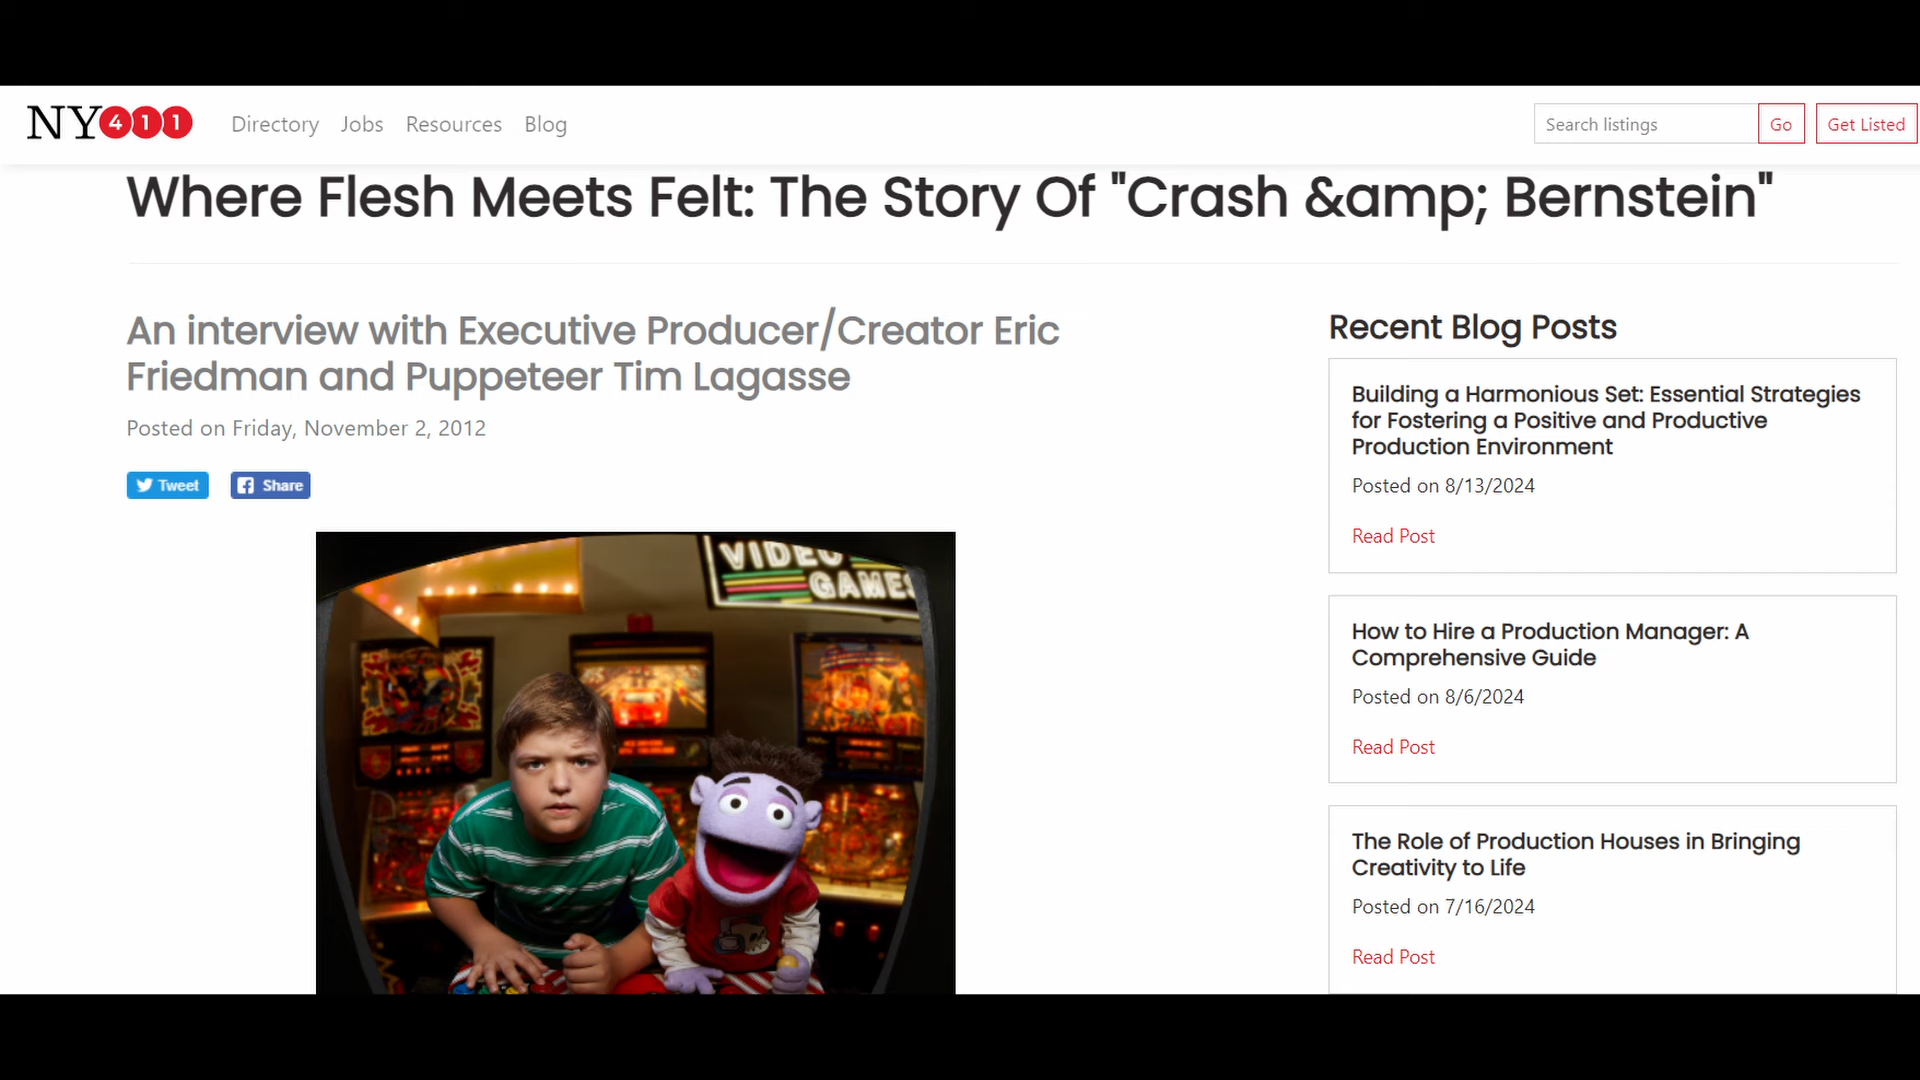 NY411
Directory Jobs Resources Blog
Search listings
Go
Get Listed
Where Flesh Meets Felt: The Story Of "Crash &amp; Bernstein"
An interview with Executive Producer/Creator Eric
Friedman and Puppeteer Tim Lagasse
Posted on Friday, November 2, 2012
Tweet
Share
VIDEO
GAMES
Recent Blog Posts
Building a Harmonious Set: Essential Strategies
for Fostering a Positive and Productive
Production Environment
Posted on 8/13/2024
Read Post
How to Hire a Production Manager: A
Comprehensive Guide
Posted on 8/6/2024
Read Post
The Role of Production Houses in Bringing
Creativity to Life
Posted on 7/16/2024
Read Post